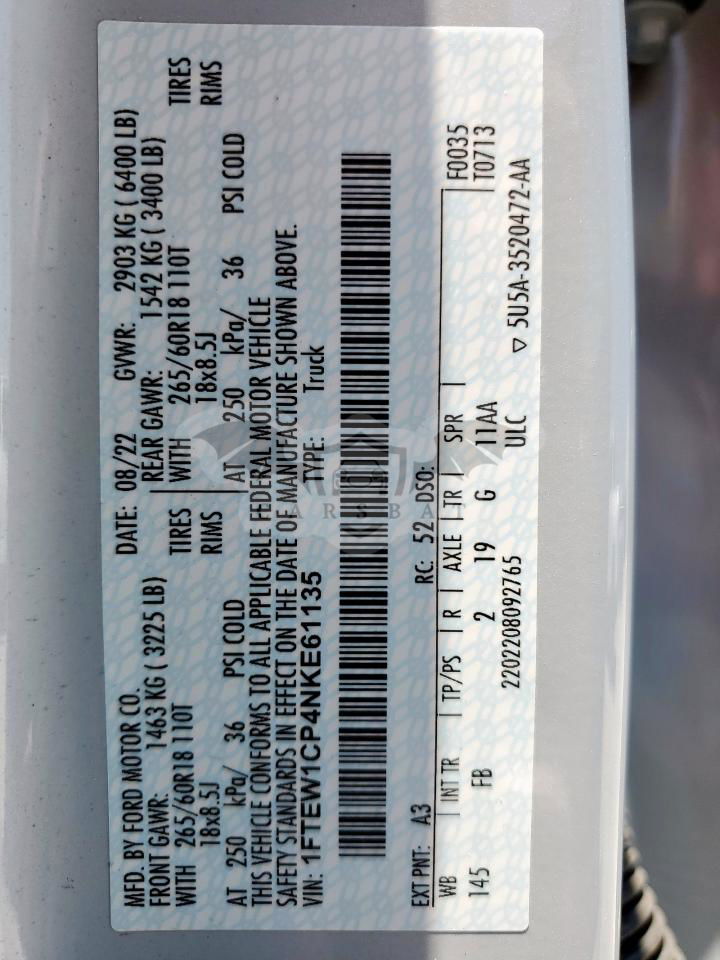 MFD. BY FORD MOTOR CO. DATE: 08/22 GVWR: 2903 KG ( 6400 LB)
FRONT GAWR: 1463 KG ( 3225 LB) REAR GAWR: 1542 KG ( 3400 LB)
WITH 265/60R18 110T TIRES WITH 265/60R18 110T TIRES
18x8.5J RIMS 18x8.5J RIMS
AT 250 kPa/ 36 PSI COLD AT 250 kPa/ 36 PSI COLD
THIS VEHICLE CONFORMS TO ALL APPLICABLE FEDERAL MOTOR VEHICLE
SAFETY STANDARDS IN EFFECT ON THE DATE OF MANUFACTURE SHOWN ABOVE.
VIN: 1FTEW1CP4NKE61135 TYPE: Truck
CARSBAT
EXT PNT: A3 RC: 52 DSO:
WB INT TR TP/PS R AXLE TR SPR F0035
145 FB 2 19 G 11AA T0713
2202208092765 ULC ▽ 5U5A-3520472-AA